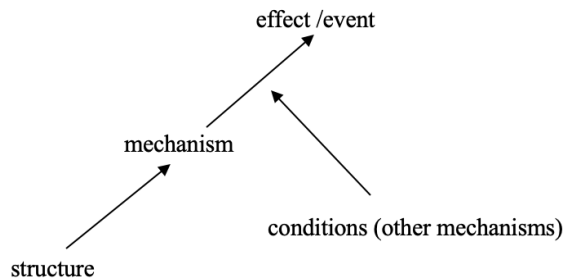 effect /event
mechanism
conditions (other mechanisms)
structure